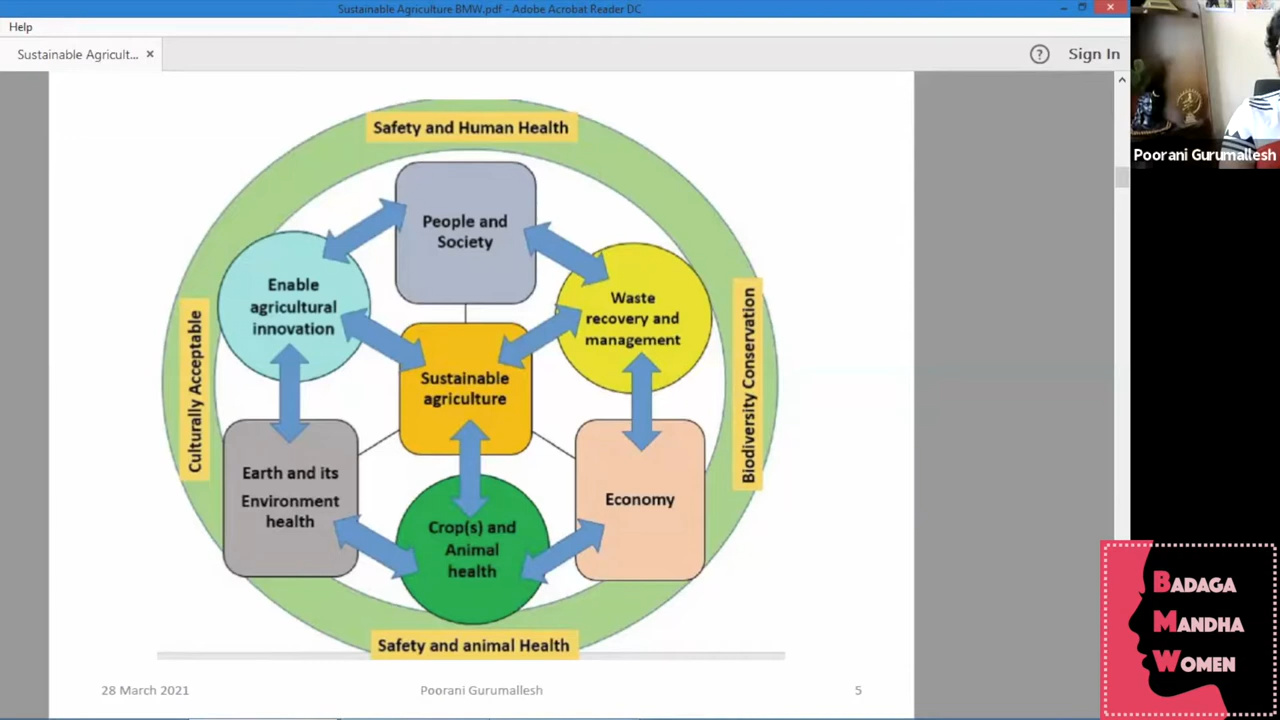 Sustainable Agriculture BMW.pdf - Adobe Acrobat Reader DC
Help
Sustainable Agricult...
Sign In
Safety and Human Health
People and
Society
Enable
agricultural
innovation
Waste
recovery and
management
Culturally Acceptable
Biodiversity Conservation
Sustainable
agriculture
Earth and its
Environment
health
Crop(s) and
Animal
health
Economy
Safety and animal Health
28 March 2021
Poorani Gurumallesh
5
Poorani Gurumallesh
BADAGA
MANDHA
WOMEN